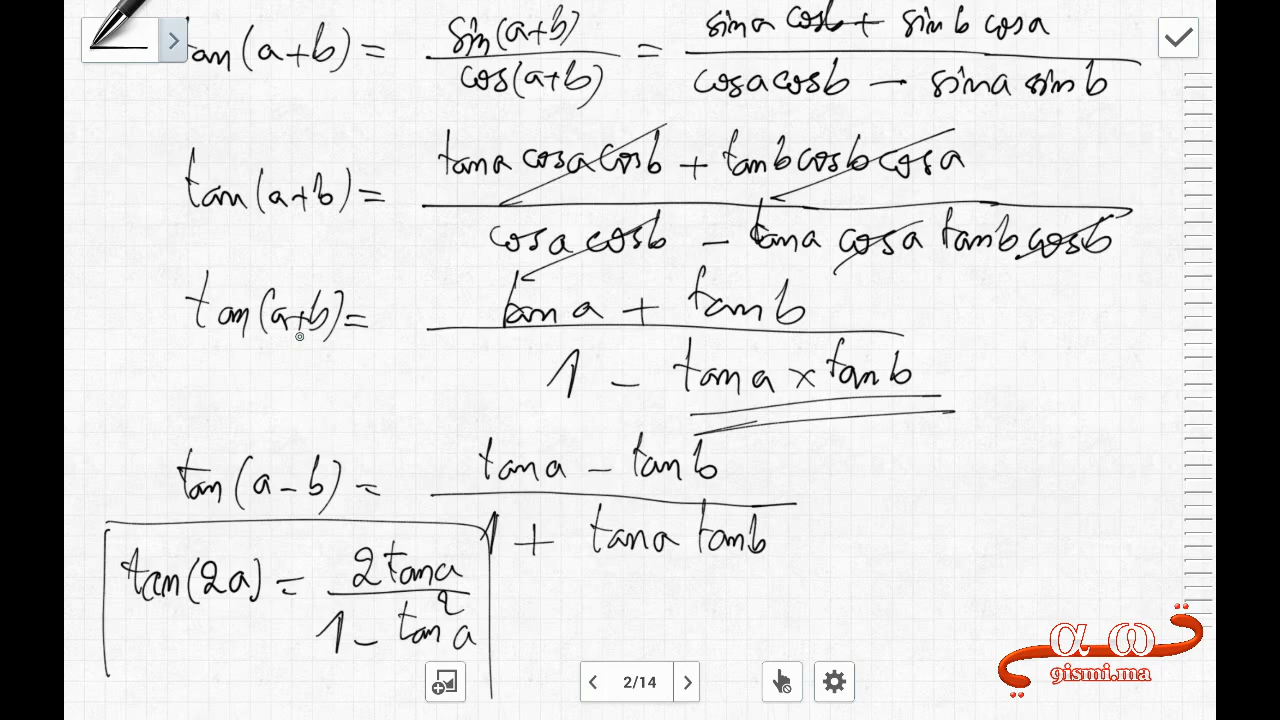 tan(a+b) = sin(a+b) / cos(a+b) = sina cosb + sinb cosa / cosa cosb − sina sinb
tan(a+b) = tana cosa cosb + tanb cosb cosa / cosa cosb − tana cosa tanb cosb
tan(a+b) = tana + tanb / 1 − tana × tanb
tan(a−b) = tana − tanb / 1 + tana tanb
tan(2a) = 2tana / 1 − tan²a
α ω
gismi.ma
2/14